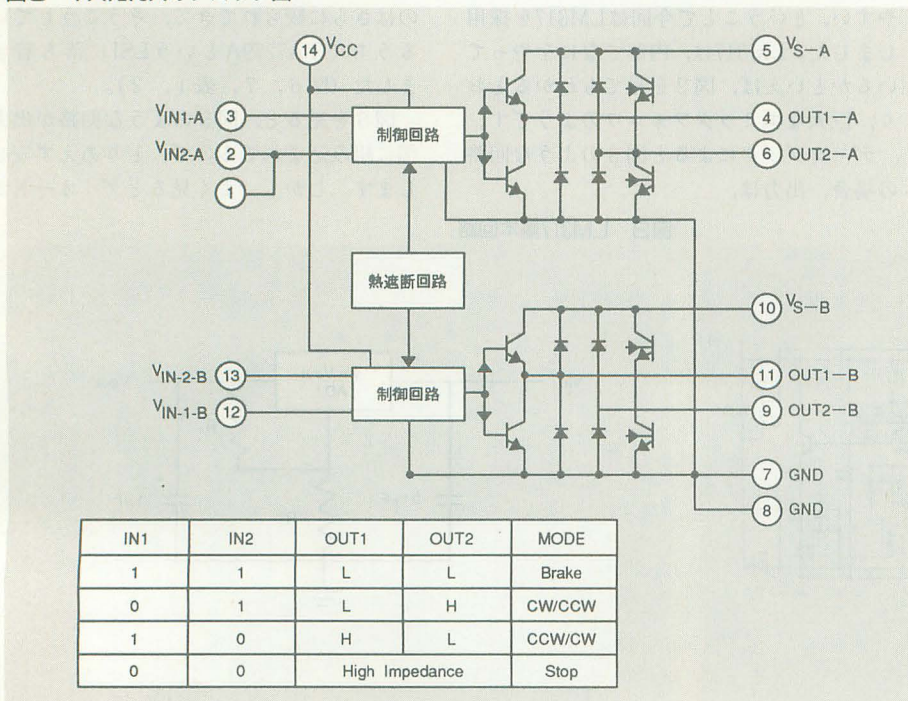 14 VCC
5 VS-A
VIN1-A 3
4 OUT1-A
VIN2-A 2
6 OUT2-A
1
制御回路
熱遮断回路
10 VS-B
VIN-2-B 13
11 OUT1-B
制御回路
VIN-1-B 12
9 OUT2-B
7 GND
8 GND
IN1 IN2 OUT1 OUT2 MODE
1 1 L L Brake
0 1 L H CW/CCW
1 0 H L CCW/CW
0 0 High Impedance Stop